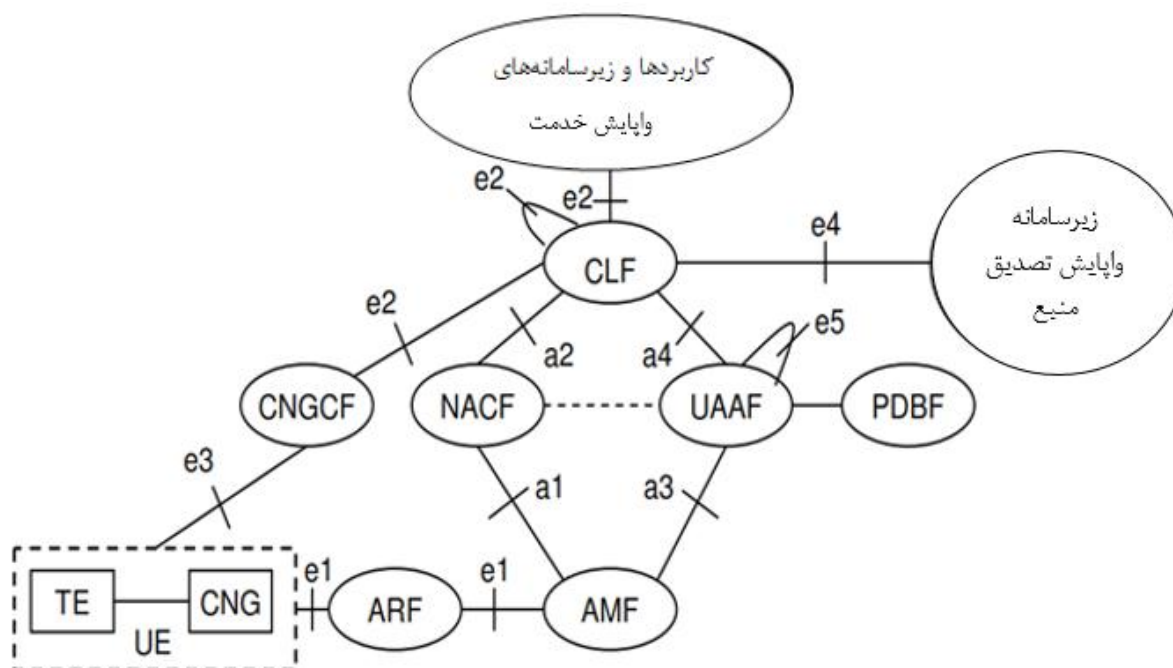 کاربردها و زیرسامانه‌های
واپایش خدمت
e2
e2
زیرسامانه
واپایش تصدیق
منبع
e4
CLF
e2
a2
a4
e5
CNGCF
NACF
UAAF
PDBF
e3
a1
a3
TE
CNG
UE
e1
ARF
e1
AMF